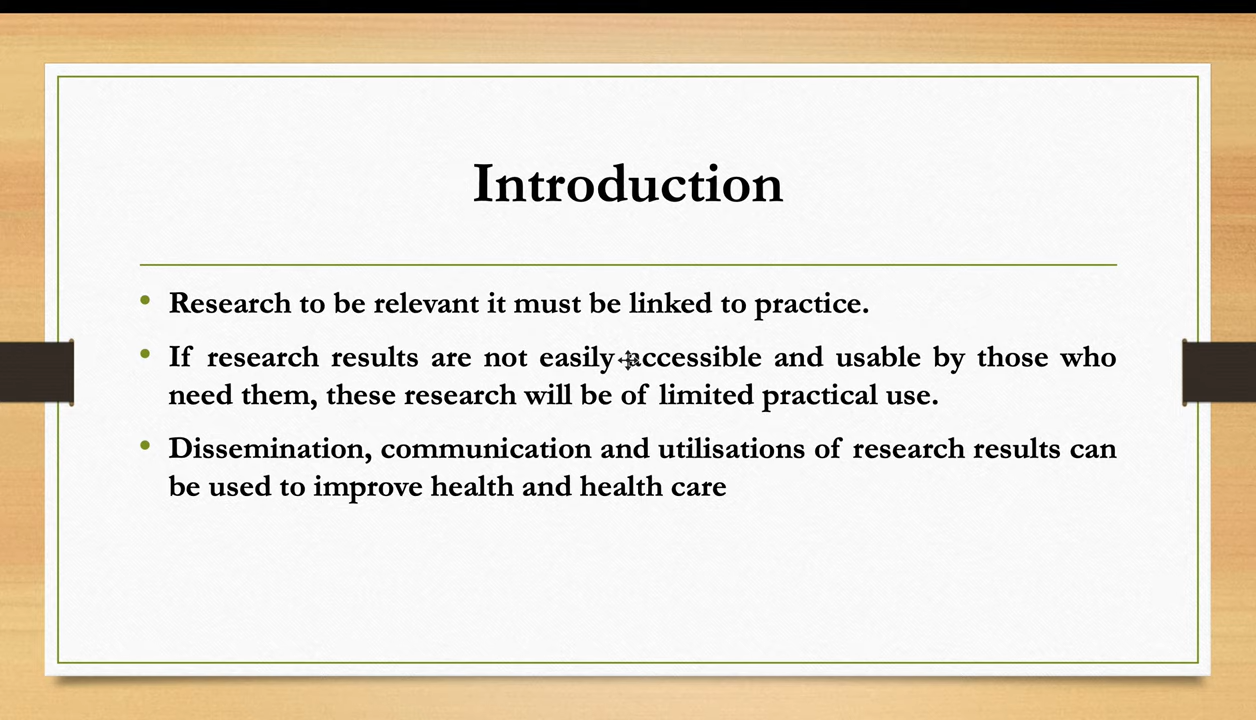 Introduction
• Research to be relevant it must be linked to practice.
• If research results are not easily accessible and usable by those who
need them, these research will be of limited practical use.
• Dissemination, communication and utilisations of research results can
be used to improve health and health care